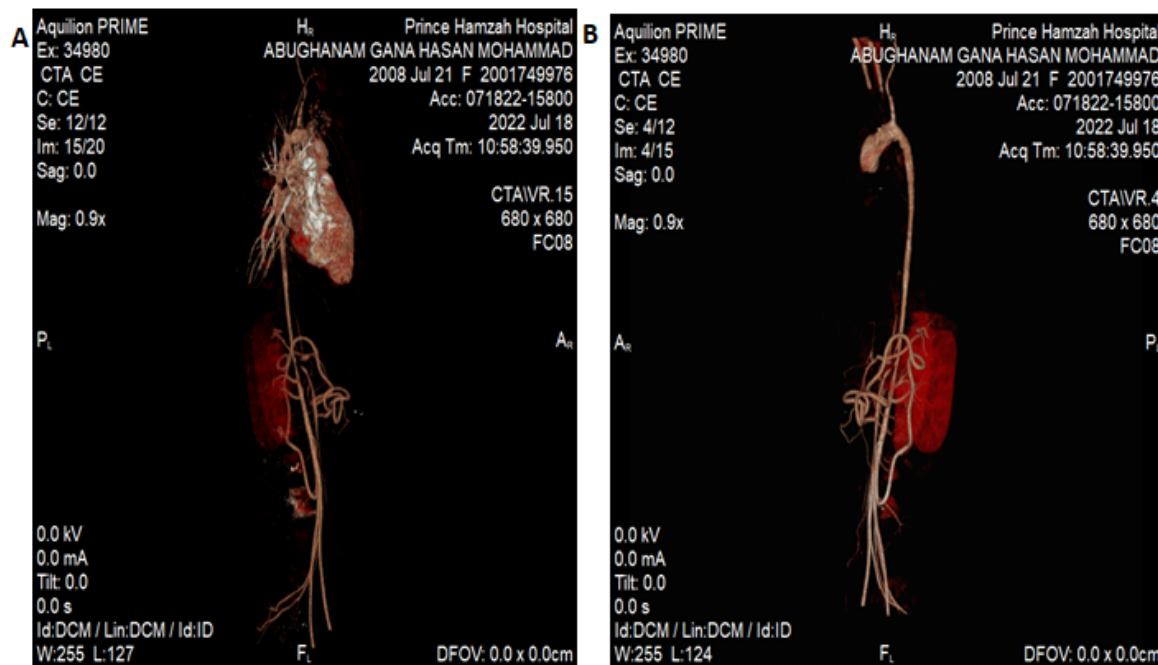 A
Aquilion PRIME
Ex: 34980
CTA CE
C: CE
Se: 12/12
Im: 15/20
Sag: 0.0
Mag: 0.9x
HR
Prince Hamzah Hospital
ABUGHANAM GANA HASAN MOHAMMAD
2008 Jul 21 F 2001749976
Acc: 071822-15800
2022 Jul 18
Acq Tm: 10:58:39.950
CTA\VR.15
680 x 680
FC08
PL
AR
0.0 kV
0.0 mA
Tilt: 0.0
0.0 s
Id:DCM / Lin:DCM / Id:ID
W:255 L:127
FL
DFOV: 0.0 x 0.0cm
B
Aquilion PRIME
Ex: 34980
CTA CE
C: CE
Se: 4/12
Im: 4/15
Sag: 0.0
Mag: 0.9x
HR
Prince Hamzah Hospital
ABUGHANAM GANA HASAN MOHAMMAD
2008 Jul 21 F 2001749976
Acc: 071822-15800
2022 Jul 18
Acq Tm: 10:58:39.950
CTA\VR.4
680 x 680
FC08
AR
PL
0.0 kV
0.0 mA
Tilt: 0.0
0.0 s
Id:DCM / Lin:DCM / Id:ID
W:255 L:124
FL
DFOV: 0.0 x 0.0cm